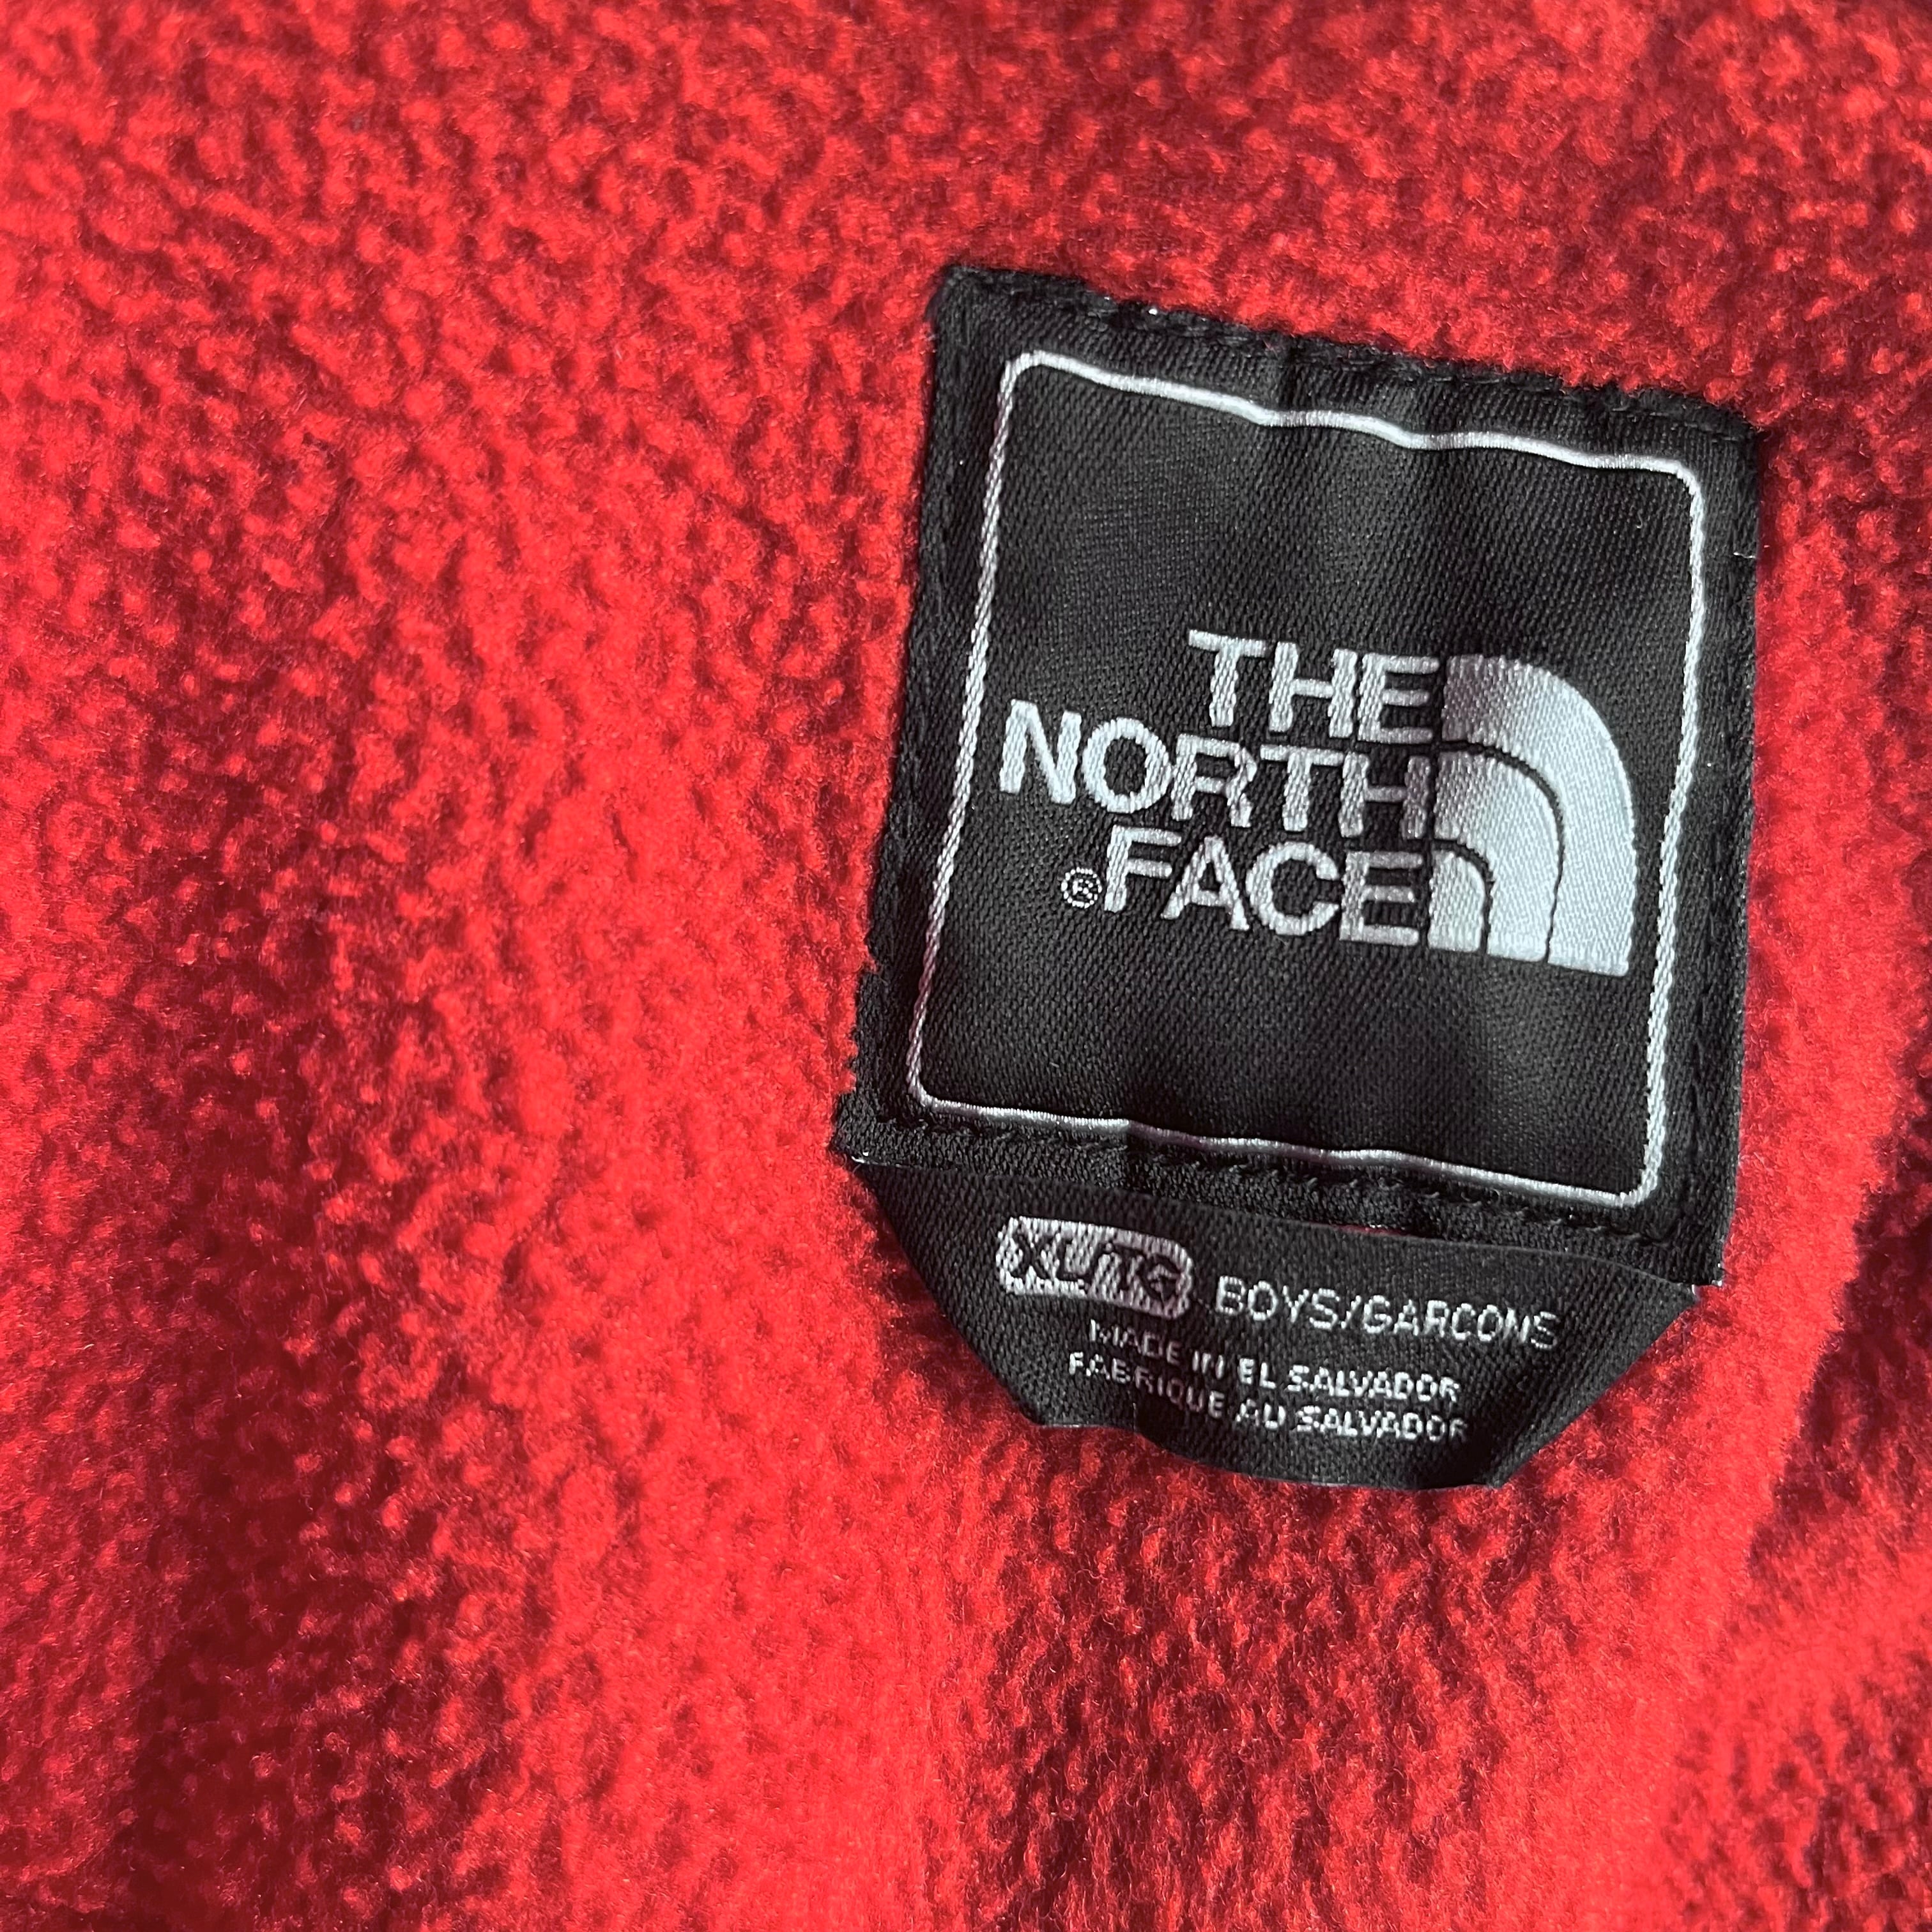 THE
NORTH
®FACE
XL/TG BOYS/GARCONS
MADE IN EL SALVADOR
FABRIQUE AU SALVADOR